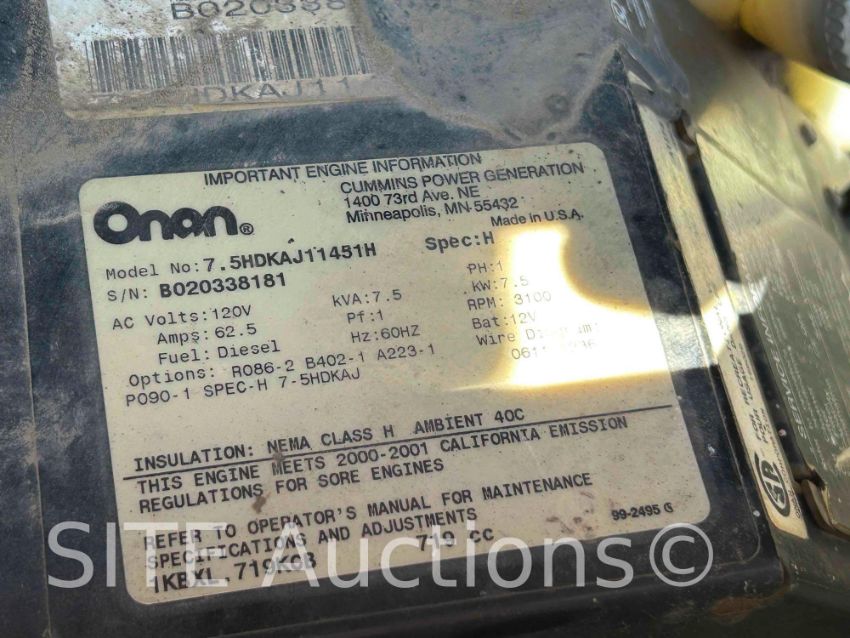 B020338
DKAJ11
IMPORTANT ENGINE INFORMATION
Onan®
CUMMINS POWER GENERATION
1400 73rd Ave. NE
Minneapolis, MN 55432
Made in U.S.A.
Model No: 7.5HDKAJ11451H Spec:H
S/N: B020338181 PH:1
AC Volts:120V KVA:7.5 KW:7.5
Amps: 62.5 Pf:1 RPM: 3100
Fuel: Diesel Hz:60HZ Bat:12V
Wire
Options: R086-2 B402-1 A223-1
P090-1 SPEC-H 7-5HDKAJ
INSULATION: NEMA CLASS H AMBIENT 40C
THIS ENGINE MEETS 2000-2001 CALIFORNIA EMISSION
REGULATIONS FOR SORE ENGINES
REFER TO OPERATOR'S MANUAL FOR MAINTENANCE
SPECIFICATIONS AND ADJUSTMENTS
99-2495 G
719 CC
1KBXL.719K63
SITE Auctions©